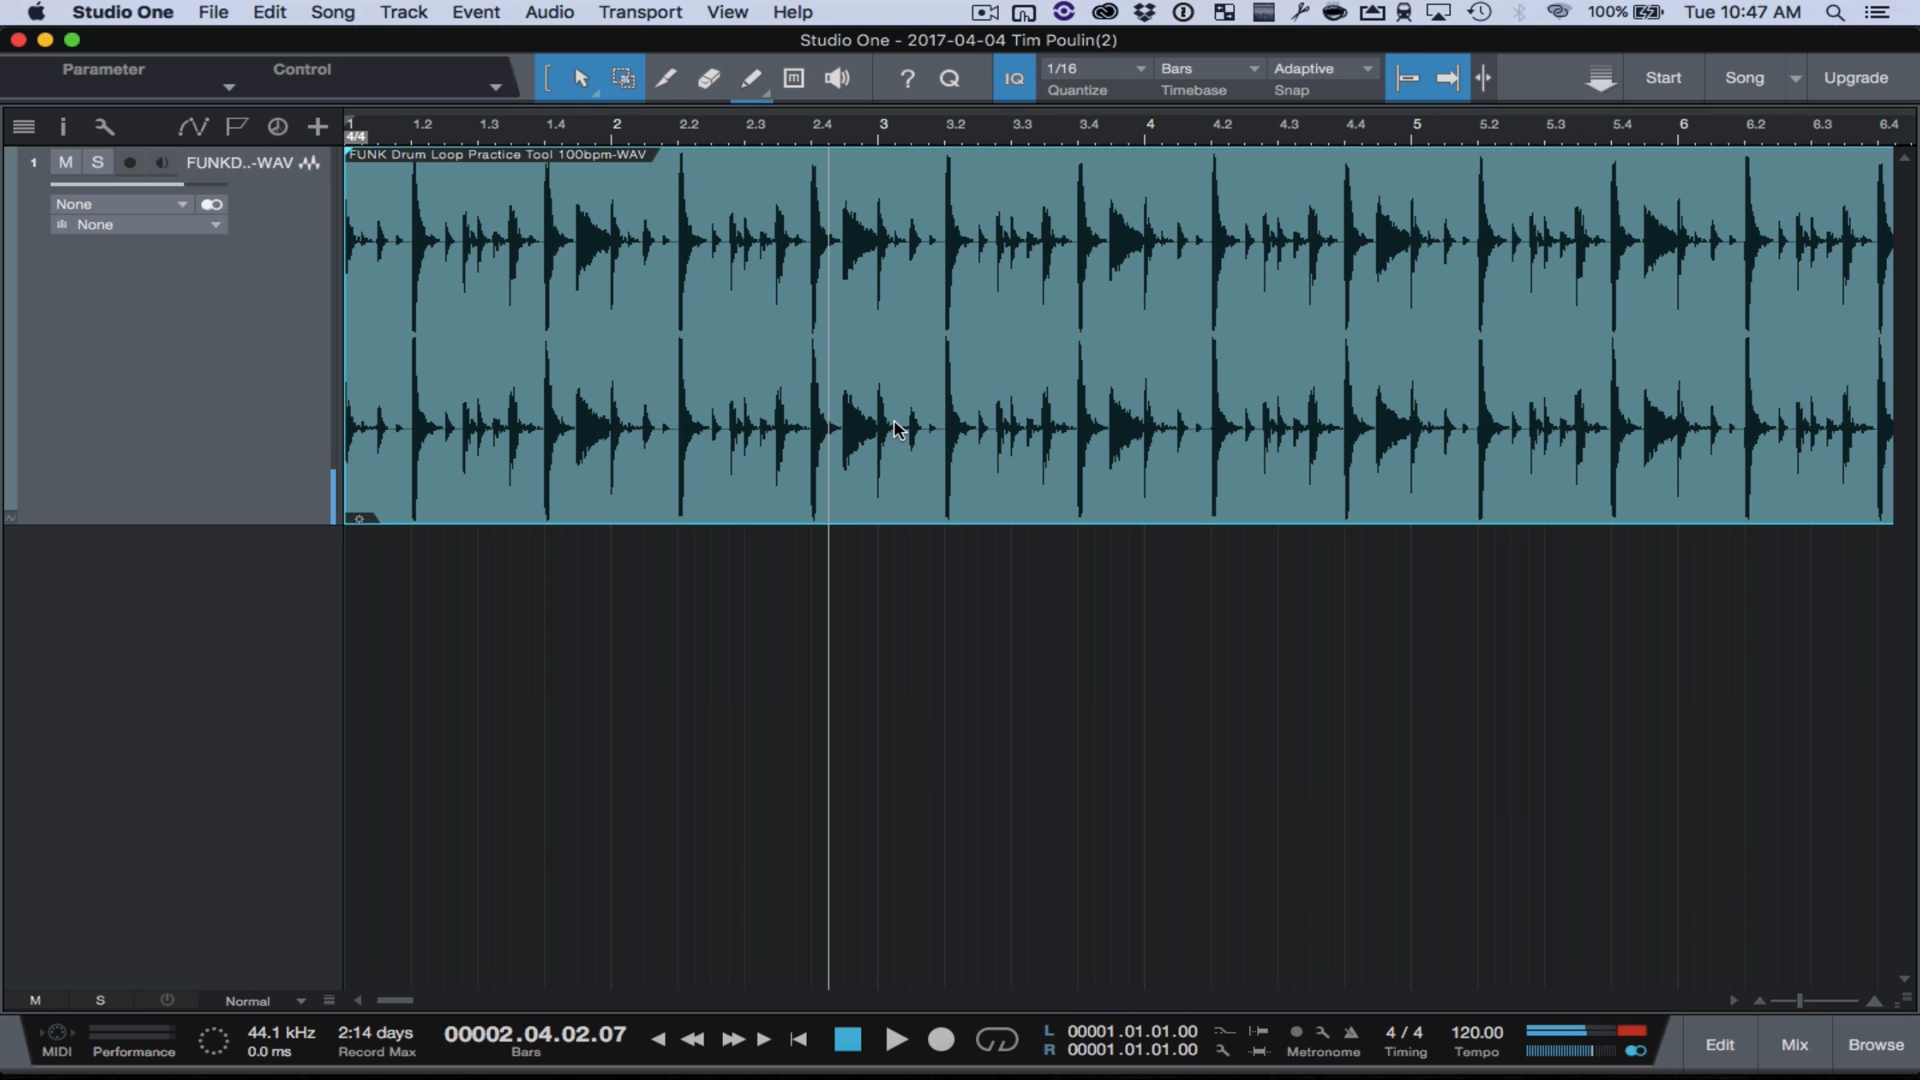 Studio One File Edit Song Track Event Audio Transport View Help 100% Tue 10:47 AM
Studio One - 2017-04-04 Tim Poulin(2)
Parameter Control
1/16 Bars Adaptive
Quantize Timebase Snap
IQ ? Q Start Song Upgrade
1 1.2 1.3 1.4 2 2.2 2.3 2.4 3 3.2 3.3 3.4 4 4.2 4.3 4.4 5 5.2 5.3 5.4 6 6.2 6.3 6.4
4/4
FUNK Drum Loop Practice Tool 100bpm-WAV
1 M S FUNKD..-WAV
None
None
M S Normal
MIDI Performance
44.1 kHz 2:14 days
0.0 ms Record Max
00002.04.02.07
Bars
L 00001.01.01.00
R 00001.01.01.00
Metronome
4 / 4
Timing
120.00
Tempo
Edit Mix Browse